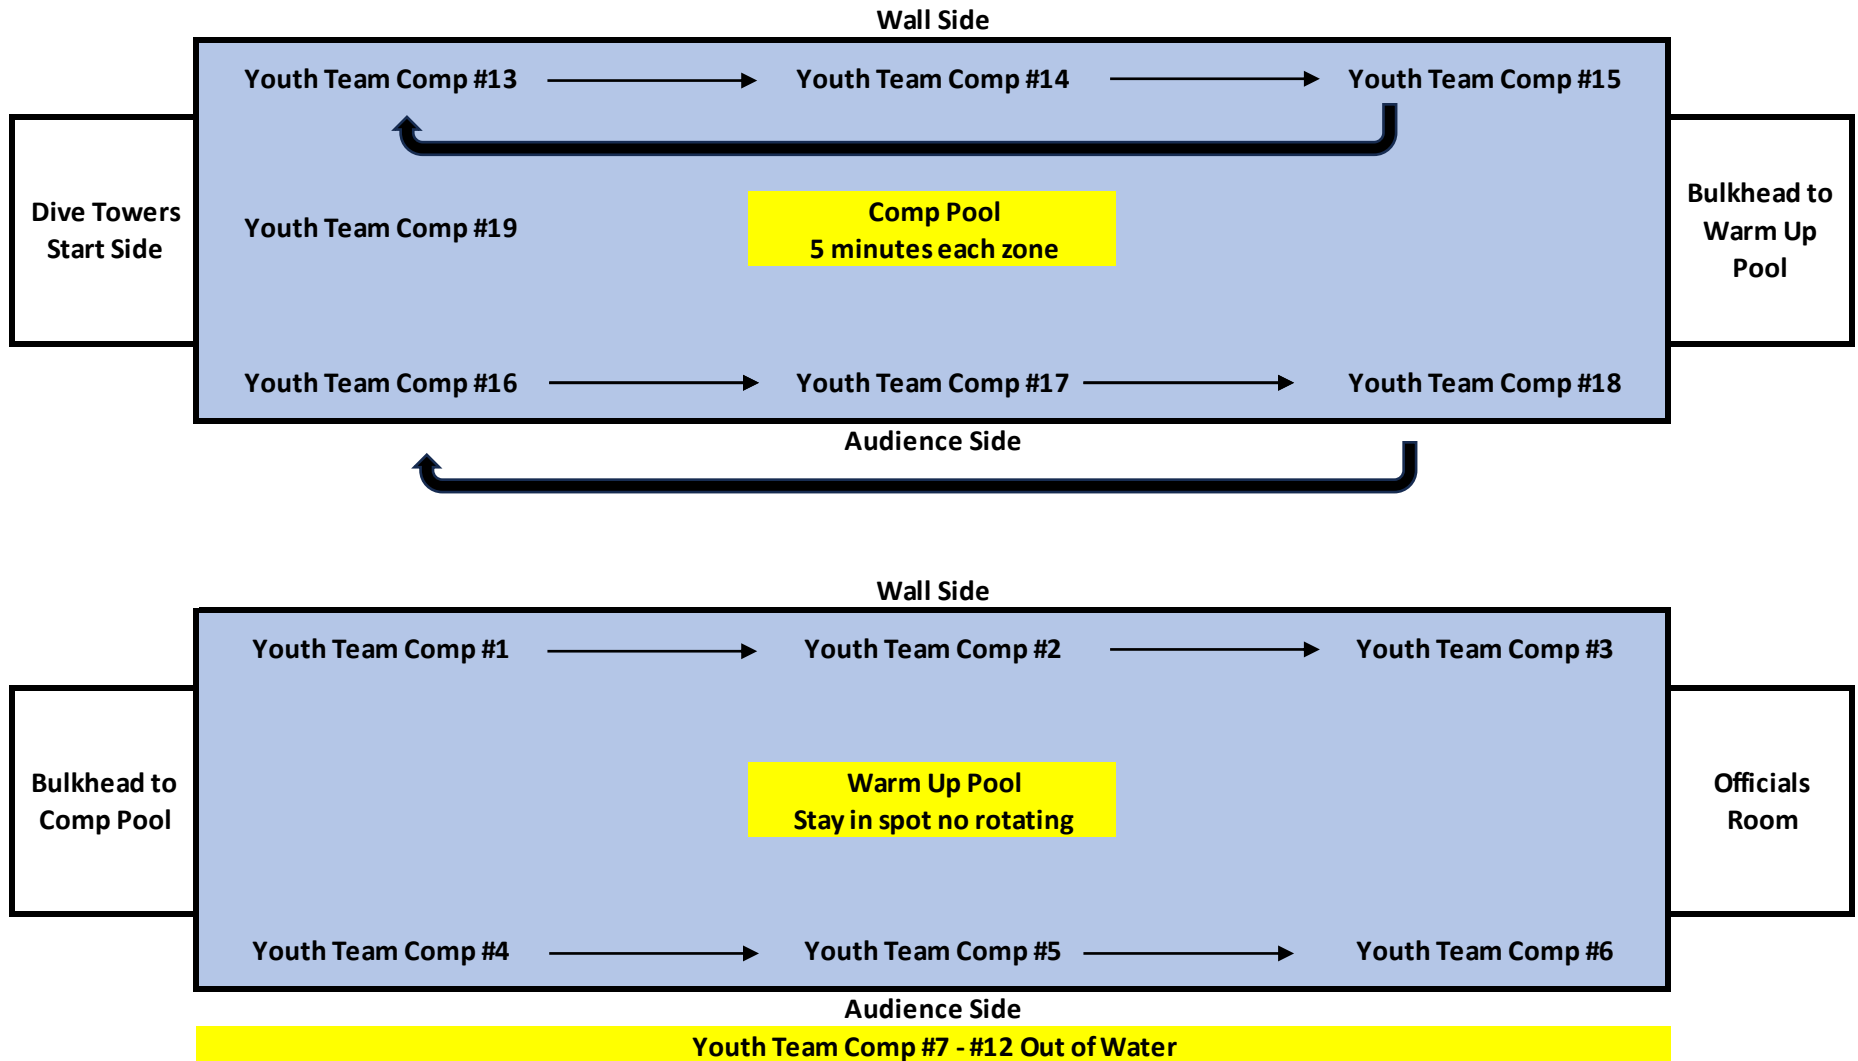 Wall Side
Youth Team Comp #13
Youth Team Comp #14
Youth Team Comp #15
Dive Towers
Start Side
Youth Team Comp #19
Comp Pool
5 minutes each zone
Bulkhead to
Warm Up
Pool
Youth Team Comp #16
Youth Team Comp #17
Youth Team Comp #18
Audience Side
Wall Side
Youth Team Comp #1
Youth Team Comp #2
Youth Team Comp #3
Bulkhead to
Comp Pool
Warm Up Pool
Stay in spot no rotating
Officials
Room
Youth Team Comp #4
Youth Team Comp #5
Youth Team Comp #6
Audience Side
Youth Team Comp #7 - #12 Out of Water